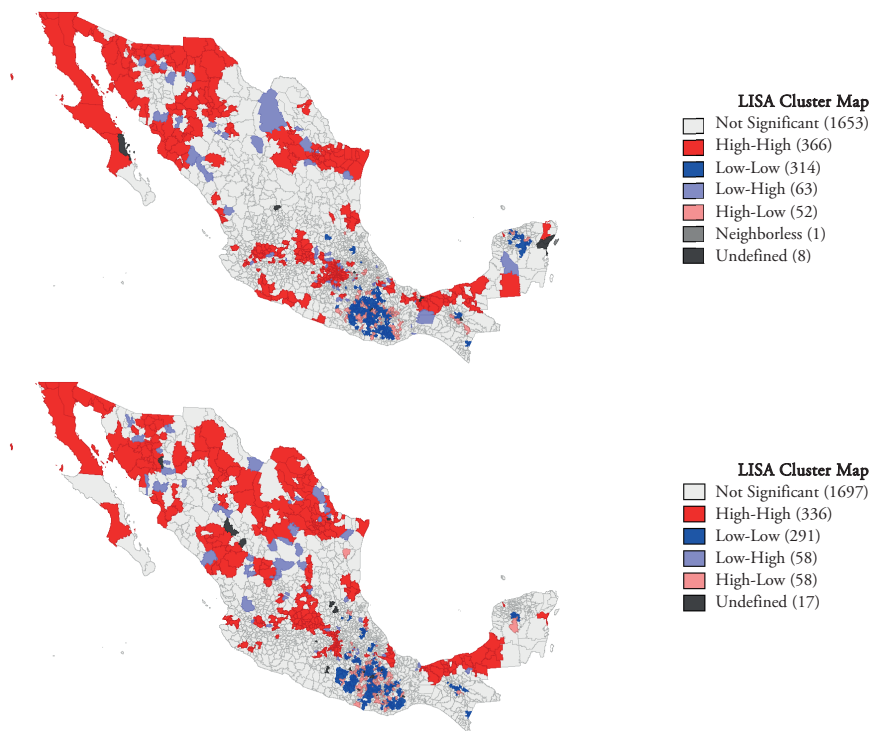 LISA Cluster Map
Not Significant (1653)
High-High (366)
Low-Low (314)
Low-High (63)
High-Low (52)
Neighborless (1)
Undefined (8)
LISA Cluster Map
Not Significant (1697)
High-High (336)
Low-Low (291)
Low-High (58)
High-Low (58)
Undefined (17)